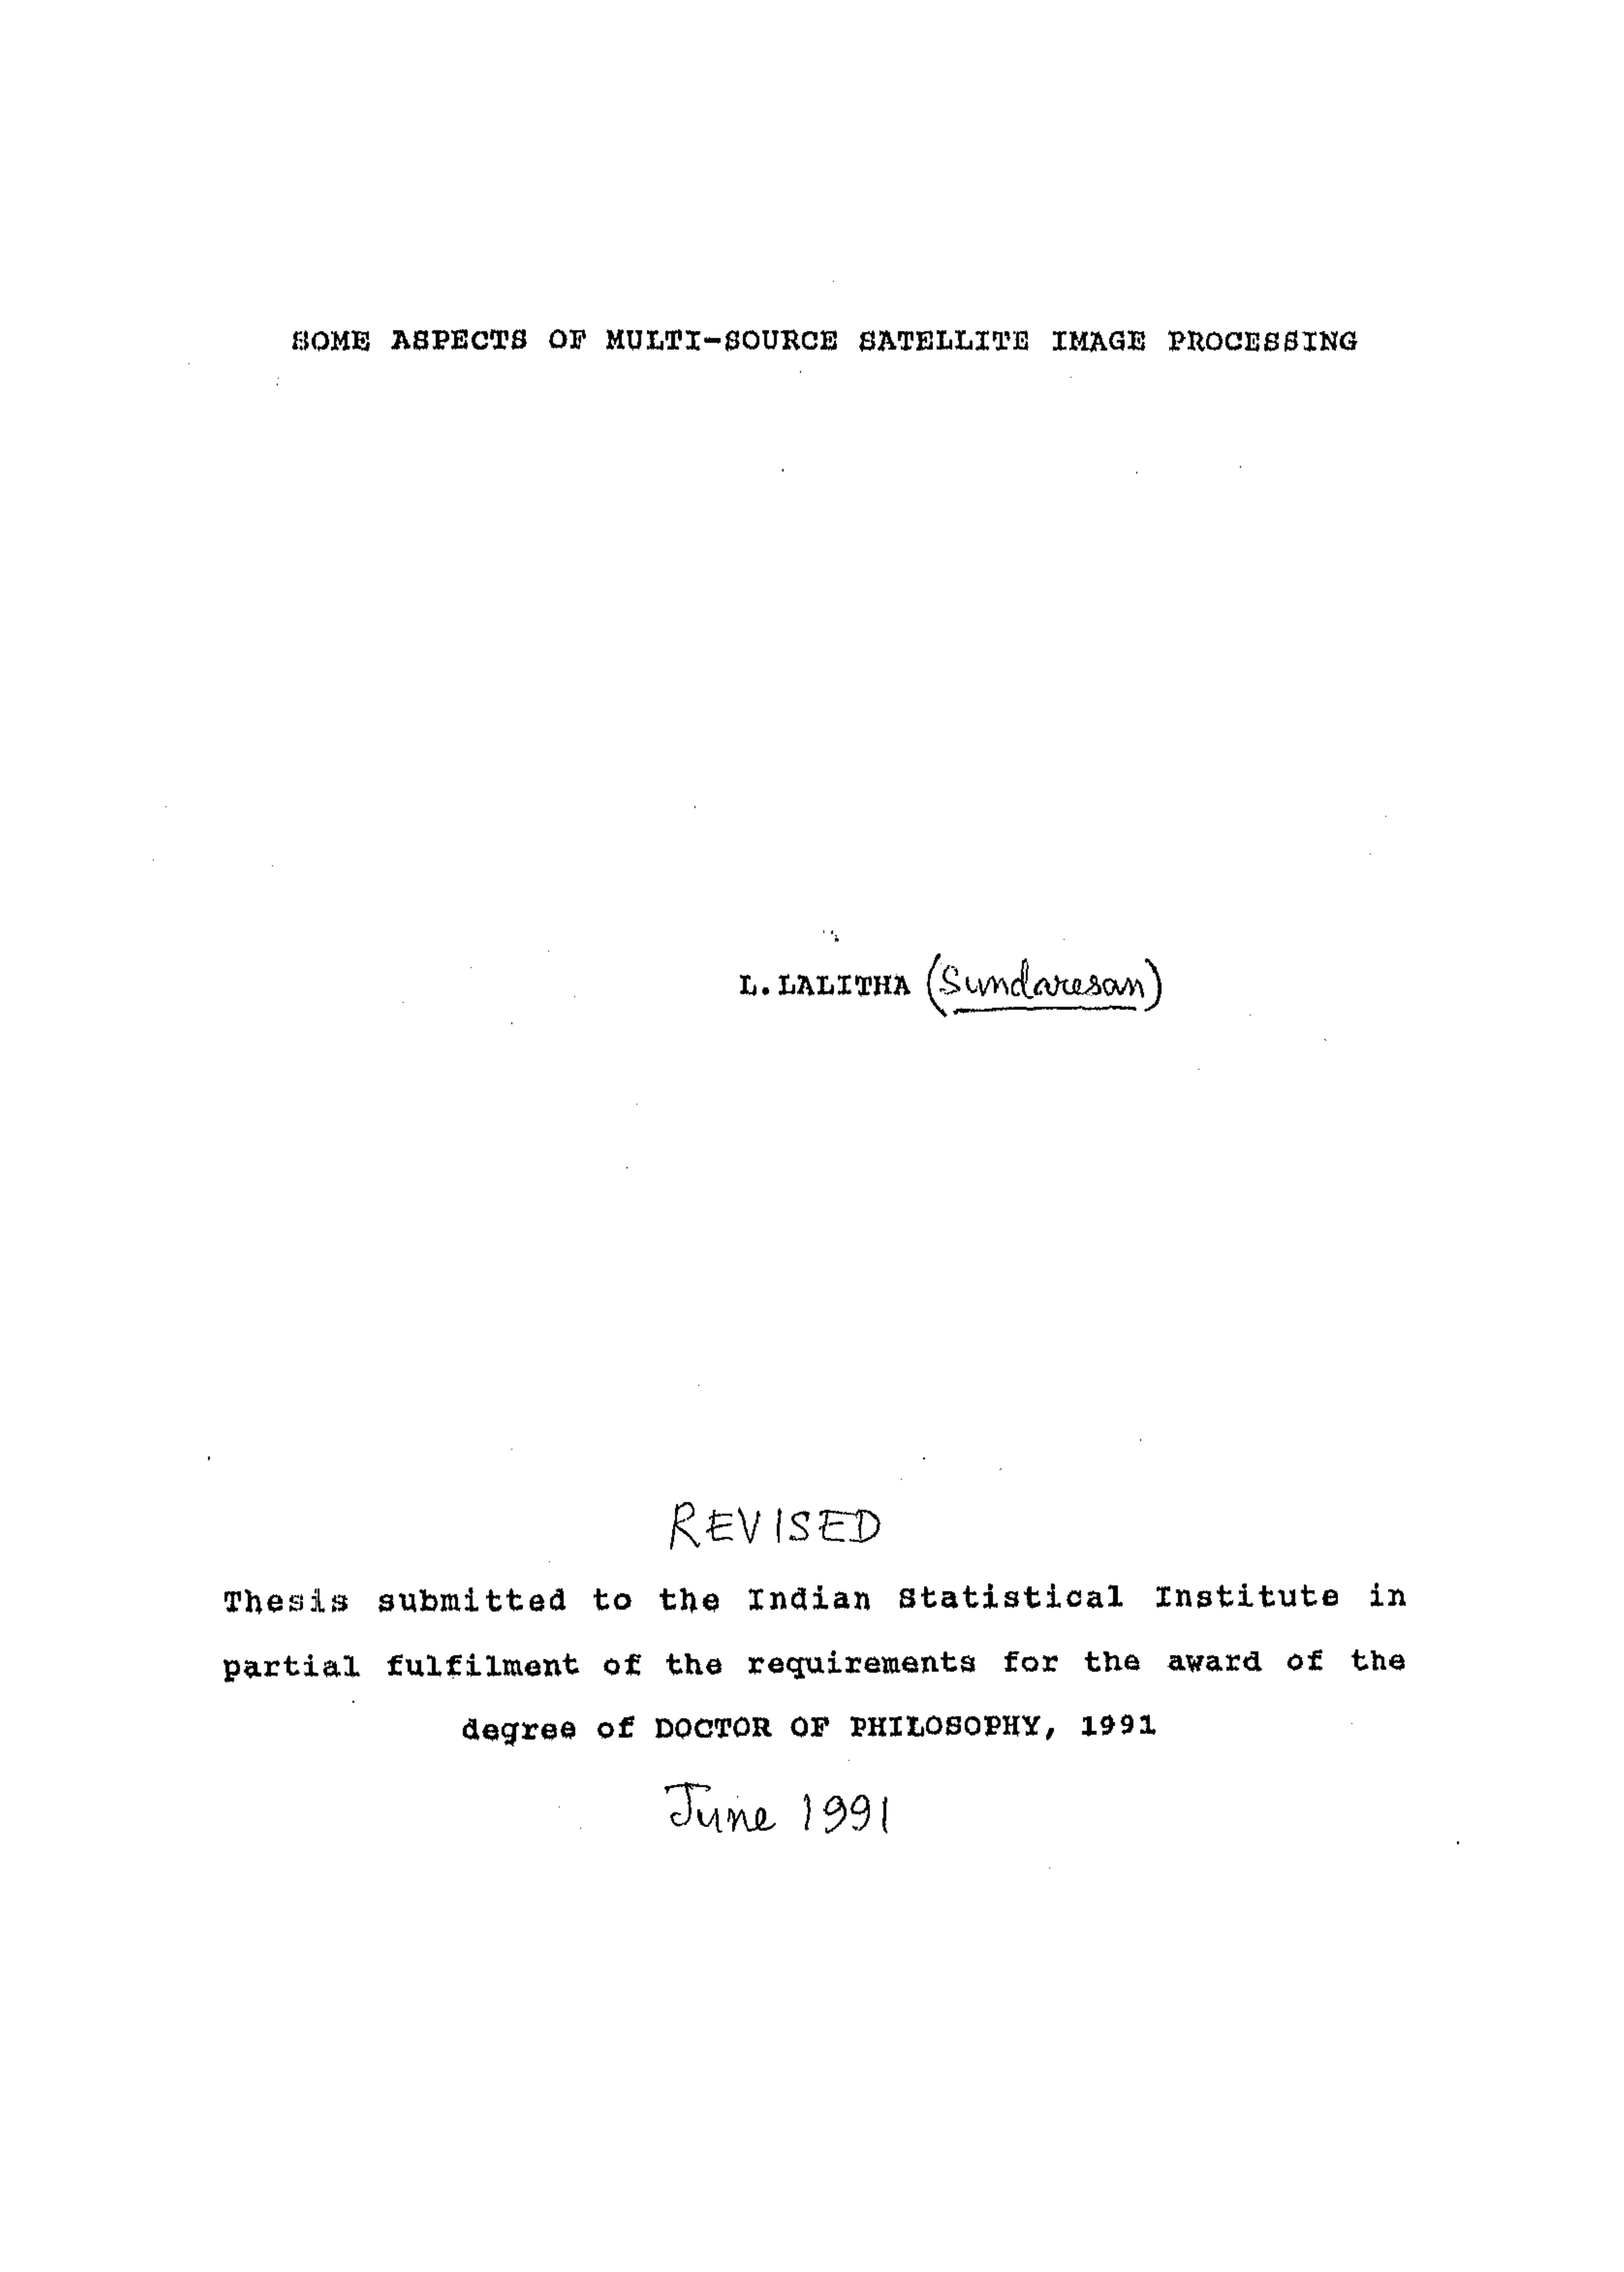 SOME ASPECTS OF MULTI-SOURCE SATELLITE IMAGE PROCESSING
L. LALITHA (Sundaresan)
REVISED
Thesis submitted to the Indian Statistical Institute in
partial fulfilment of the requirements for the award of the
degree of DOCTOR OF PHILOSOPHY, 1991
June 1991